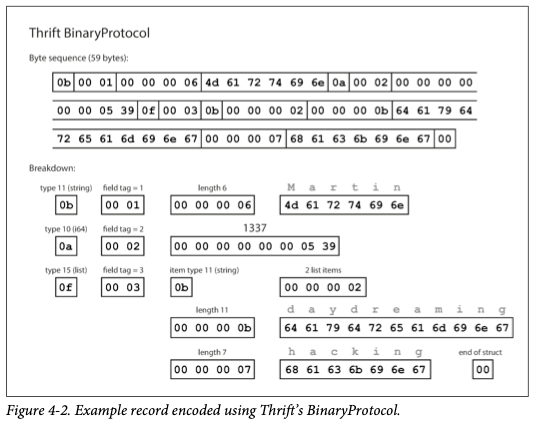 Thrift BinaryProtocol
Byte sequence (59 bytes):
0b 00 01 00 00 00 06 4d 61 72 74 69 6e 0a 00 02 00 00 00 00
00 00 05 39 0f 00 03 0b 00 00 00 02 00 00 00 0b 64 61 79 64
72 65 61 6d 69 6e 67 00 00 00 07 68 61 63 6b 69 6e 67 00
Breakdown:
type 11 (string) field tag = 1 length 6 M a r t i n
0b 00 01 00 00 00 06 4d 61 72 74 69 6e
type 10 (i64) field tag = 2 1337
0a 00 02 00 00 00 00 00 00 05 39
type 15 (list) field tag = 3 item type 11 (string) 2 list items
0f 00 03 0b 00 00 00 02
length 11 d a y d r e a m i n g
00 00 00 0b 64 61 79 64 72 65 61 6d 69 6e 67
length 7 h a c k i n g end of struct
00 00 00 07 68 61 63 6b 69 6e 67 00
Figure 4-2. Example record encoded using Thrift’s BinaryProtocol.